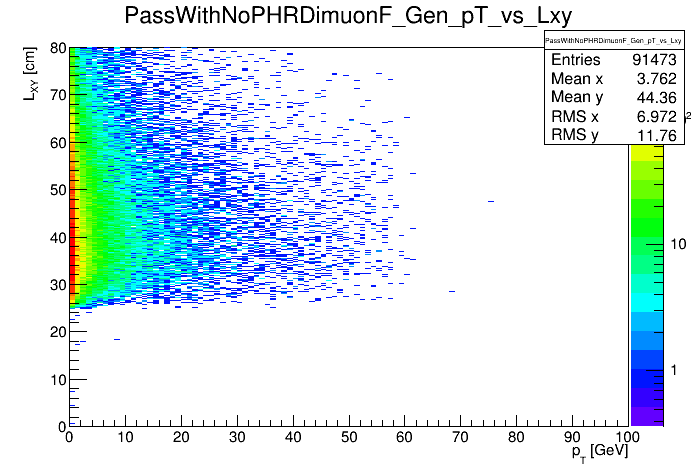 PassWithNoPHRDimuonF_Gen_pT_vs_Lxy
PassWithNoPHRDimuonF_Gen_pT_vs_Lxy
Entries 91473
Mean x 3.762
Mean y 44.36
RMS x 6.972
RMS y 11.76
L_XY [cm]
80
70
60
50
40
30
20
10
0
2
10
1
0 10 20 30 40 50 60 70 80 90 100
p_T [GeV]